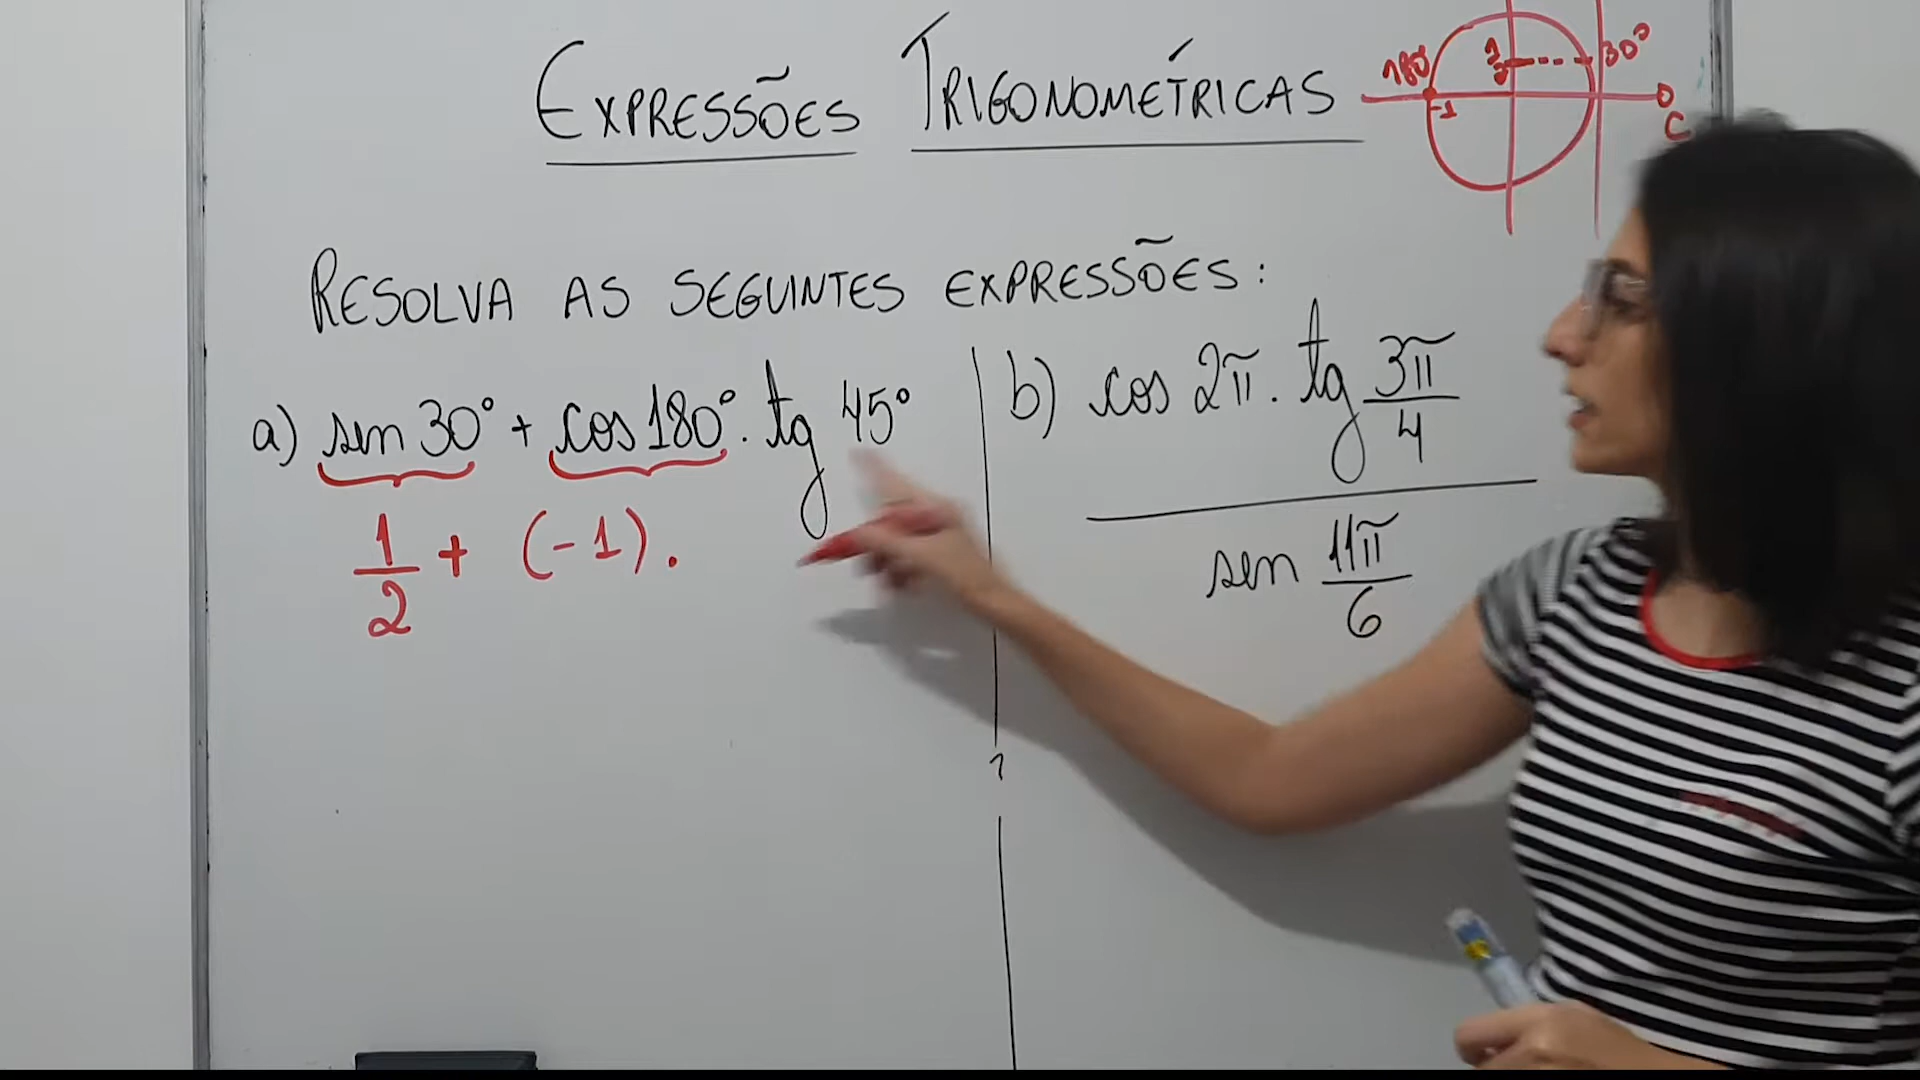 EXPRESSÕES TRIGONOMÉTRICAS
180° 1/2 30°
-1
C
RESOLVA AS SEGUINTES EXPRESSÕES:
a) sen 30° + cos 180° . tg 45°
1/2 + (-1) .
b) cos 2π . tg 3π/4
sen 11π/6